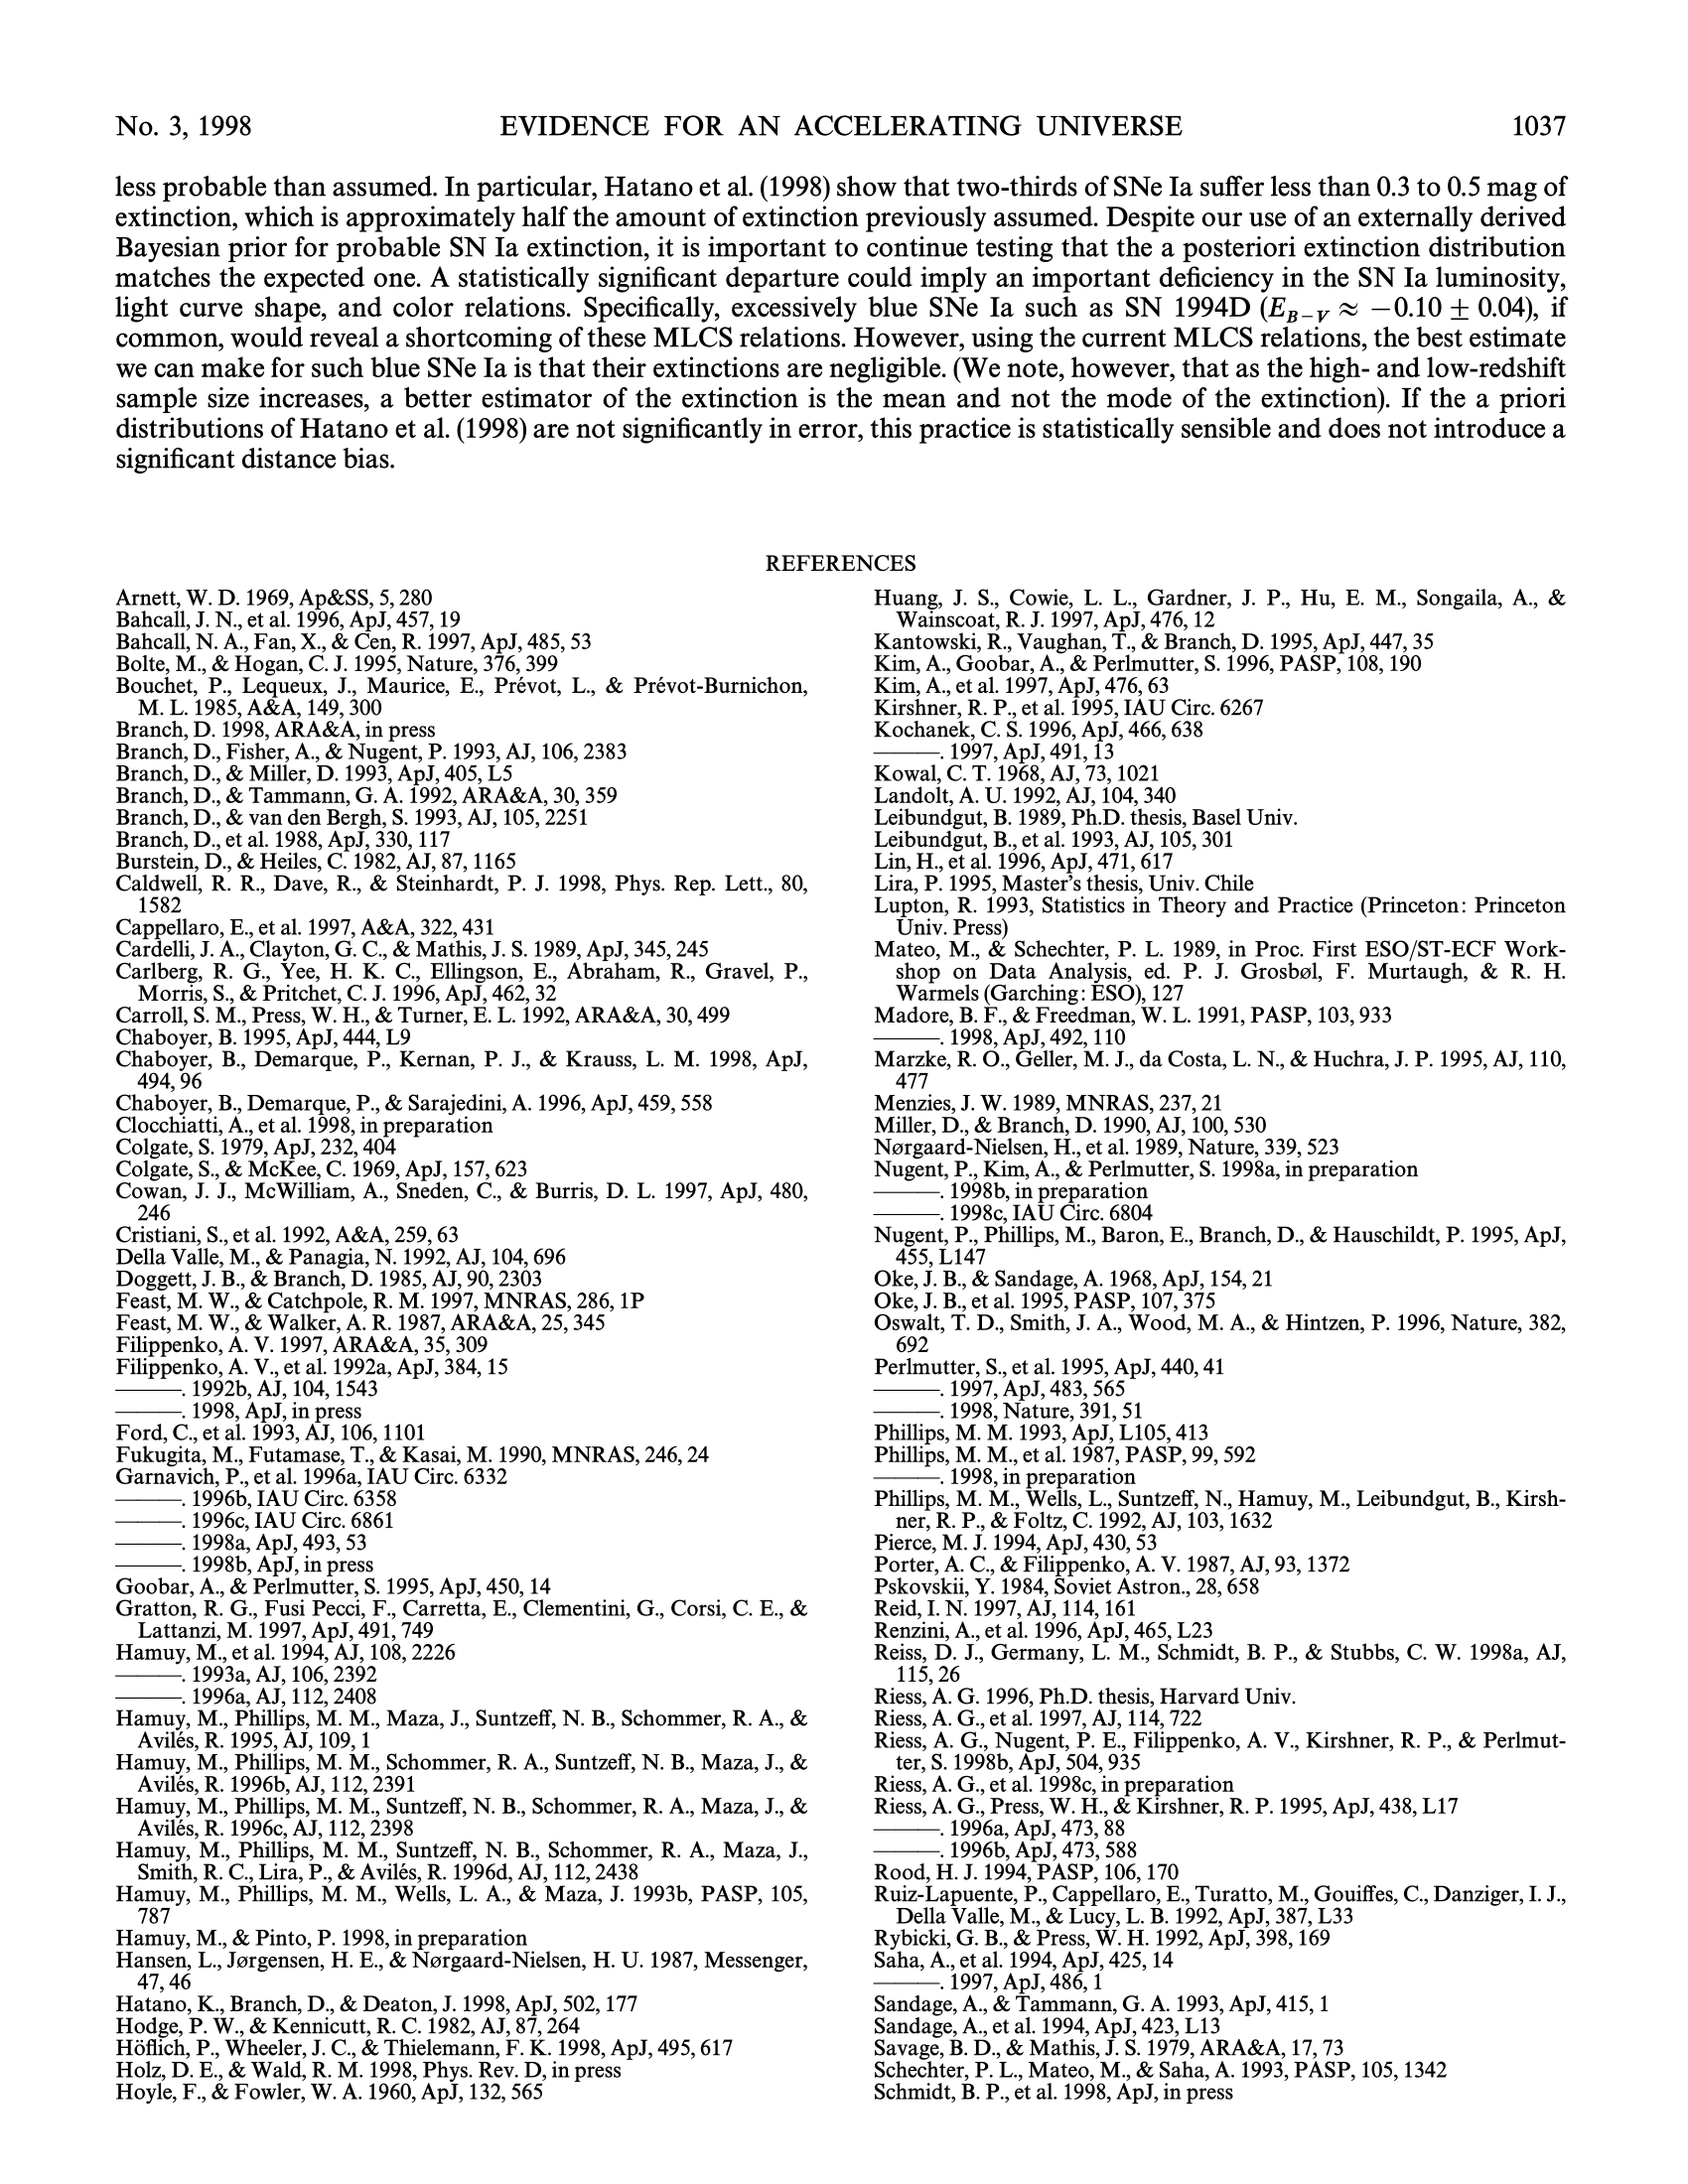 No. 3, 1998 EVIDENCE FOR AN ACCELERATING UNIVERSE 1037
less probable than assumed. In particular, Hatano et al. (1998) show that two-thirds of SNe Ia suffer less than 0.3 to 0.5 mag of
extinction, which is approximately half the amount of extinction previously assumed. Despite our use of an externally derived
Bayesian prior for probable SN Ia extinction, it is important to continue testing that the a posteriori extinction distribution
matches the expected one. A statistically significant departure could imply an important deficiency in the SN Ia luminosity,
light curve shape, and color relations. Specifically, excessively blue SNe Ia such as SN 1994D (E_{B−V} ≈ −0.10 ± 0.04), if
common, would reveal a shortcoming of these MLCS relations. However, using the current MLCS relations, the best estimate
we can make for such blue SNe Ia is that their extinctions are negligible. (We note, however, that as the high- and low-redshift
sample size increases, a better estimator of the extinction is the mean and not the mode of the extinction). If the a priori
distributions of Hatano et al. (1998) are not significantly in error, this practice is statistically sensible and does not introduce a
significant distance bias.
REFERENCES
Arnett, W. D. 1969, Ap&SS, 5, 280
Bahcall, J. N., et al. 1996, ApJ, 457, 19
Bahcall, N. A., Fan, X., & Cen, R. 1997, ApJ, 485, 53
Bolte, M., & Hogan, C. J. 1995, Nature, 376, 399
Bouchet, P., Lequeux, J., Maurice, E., Prévot, L., & Prévot-Burnichon,
M. L. 1985, A&A, 149, 300
Branch, D. 1998, ARA&A, in press
Branch, D., Fisher, A., & Nugent, P. 1993, AJ, 106, 2383
Branch, D., & Miller, D. 1993, ApJ, 405, L5
Branch, D., & Tammann, G. A. 1992, ARA&A, 30, 359
Branch, D., & van den Bergh, S. 1993, AJ, 105, 2251
Branch, D., et al. 1988, ApJ, 330, 117
Burstein, D., & Heiles, C. 1982, AJ, 87, 1165
Caldwell, R. R., Dave, R., & Steinhardt, P. J. 1998, Phys. Rep. Lett., 80,
1582
Cappellaro, E., et al. 1997, A&A, 322, 431
Cardelli, J. A., Clayton, G. C., & Mathis, J. S. 1989, ApJ, 345, 245
Carlberg, R. G., Yee, H. K. C., Ellingson, E., Abraham, R., Gravel, P.,
Morris, S., & Pritchet, C. J. 1996, ApJ, 462, 32
Carroll, S. M., Press, W. H., & Turner, E. L. 1992, ARA&A, 30, 499
Chaboyer, B. 1995, ApJ, 444, L9
Chaboyer, B., Demarque, P., Kernan, P. J., & Krauss, L. M. 1998, ApJ,
494, 96
Chaboyer, B., Demarque, P., & Sarajedini, A. 1996, ApJ, 459, 558
Clocchiatti, A., et al. 1998, in preparation
Colgate, S. 1979, ApJ, 232, 404
Colgate, S., & McKee, C. 1969, ApJ, 157, 623
Cowan, J. J., McWilliam, A., Sneden, C., & Burris, D. L. 1997, ApJ, 480,
246
Cristiani, S., et al. 1992, A&A, 259, 63
Della Valle, M., & Panagia, N. 1992, AJ, 104, 696
Doggett, J. B., & Branch, D. 1985, AJ, 90, 2303
Feast, M. W., & Catchpole, R. M. 1997, MNRAS, 286, 1P
Feast, M. W., & Walker, A. R. 1987, ARA&A, 25, 345
Filippenko, A. V. 1997, ARA&A, 35, 309
Filippenko, A. V., et al. 1992a, ApJ, 384, 15
———. 1992b, AJ, 104, 1543
———. 1998, ApJ, in press
Ford, C., et al. 1993, AJ, 106, 1101
Fukugita, M., Futamase, T., & Kasai, M. 1990, MNRAS, 246, 24
Garnavich, P., et al. 1996a, IAU Circ. 6332
———. 1996b, IAU Circ. 6358
———. 1996c, IAU Circ. 6861
———. 1998a, ApJ, 493, 53
———. 1998b, ApJ, in press
Goobar, A., & Perlmutter, S. 1995, ApJ, 450, 14
Gratton, R. G., Fusi Pecci, F., Carretta, E., Clementini, G., Corsi, C. E., &
Lattanzi, M. 1997, ApJ, 491, 749
Hamuy, M., et al. 1994, AJ, 108, 2226
———. 1993a, AJ, 106, 2392
———. 1996a, AJ, 112, 2408
Hamuy, M., Phillips, M. M., Maza, J., Suntzeff, N. B., Schommer, R. A., &
Avilés, R. 1995, AJ, 109, 1
Hamuy, M., Phillips, M. M., Schommer, R. A., Suntzeff, N. B., Maza, J., &
Avilés, R. 1996b, AJ, 112, 2391
Hamuy, M., Phillips, M. M., Suntzeff, N. B., Schommer, R. A., Maza, J., &
Avilés, R. 1996c, AJ, 112, 2398
Hamuy, M., Phillips, M. M., Suntzeff, N. B., Schommer, R. A., Maza, J.,
Smith, R. C., Lira, P., & Avilés, R. 1996d, AJ, 112, 2438
Hamuy, M., Phillips, M. M., Wells, L. A., & Maza, J. 1993b, PASP, 105,
787
Hamuy, M., & Pinto, P. 1998, in preparation
Hansen, L., Jørgensen, H. E., & Nørgaard-Nielsen, H. U. 1987, Messenger,
47, 46
Hatano, K., Branch, D., & Deaton, J. 1998, ApJ, 502, 177
Hodge, P. W., & Kennicutt, R. C. 1982, AJ, 87, 264
Höflich, P., Wheeler, J. C., & Thielemann, F. K. 1998, ApJ, 495, 617
Holz, D. E., & Wald, R. M. 1998, Phys. Rev. D, in press
Hoyle, F., & Fowler, W. A. 1960, ApJ, 132, 565
Huang, J. S., Cowie, L. L., Gardner, J. P., Hu, E. M., Songaila, A., &
Wainscoat, R. J. 1997, ApJ, 476, 12
Kantowski, R., Vaughan, T., & Branch, D. 1995, ApJ, 447, 35
Kim, A., Goobar, A., & Perlmutter, S. 1996, PASP, 108, 190
Kim, A., et al. 1997, ApJ, 476, 63
Kirshner, R. P., et al. 1995, IAU Circ. 6267
Kochanek, C. S. 1996, ApJ, 466, 638
———. 1997, ApJ, 491, 13
Kowal, C. T. 1968, AJ, 73, 1021
Landolt, A. U. 1992, AJ, 104, 340
Leibundgut, B. 1989, Ph.D. thesis, Basel Univ.
Leibundgut, B., et al. 1993, AJ, 105, 301
Lin, H., et al. 1996, ApJ, 471, 617
Lira, P. 1995, Master's thesis, Univ. Chile
Lupton, R. 1993, Statistics in Theory and Practice (Princeton: Princeton
Univ. Press)
Mateo, M., & Schechter, P. L. 1989, in Proc. First ESO/ST-ECF Work-
shop on Data Analysis, ed. P. J. Grosbøl, F. Murtaugh, & R. H.
Warmels (Garching: ESO), 127
Madore, B. F., & Freedman, W. L. 1991, PASP, 103, 933
———. 1998, ApJ, 492, 110
Marzke, R. O., Geller, M. J., da Costa, L. N., & Huchra, J. P. 1995, AJ, 110,
477
Menzies, J. W. 1989, MNRAS, 237, 21
Miller, D., & Branch, D. 1990, AJ, 100, 530
Nørgaard-Nielsen, H., et al. 1989, Nature, 339, 523
Nugent, P., Kim, A., & Perlmutter, S. 1998a, in preparation
———. 1998b, in preparation
———. 1998c, IAU Circ. 6804
Nugent, P., Phillips, M., Baron, E., Branch, D., & Hauschildt, P. 1995, ApJ,
455, L147
Oke, J. B., & Sandage, A. 1968, ApJ, 154, 21
Oke, J. B., et al. 1995, PASP, 107, 375
Oswalt, T. D., Smith, J. A., Wood, M. A., & Hintzen, P. 1996, Nature, 382,
692
Perlmutter, S., et al. 1995, ApJ, 440, 41
———. 1997, ApJ, 483, 565
———. 1998, Nature, 391, 51
Phillips, M. M. 1993, ApJ, L105, 413
Phillips, M. M., et al. 1987, PASP, 99, 592
———. 1998, in preparation
Phillips, M. M., Wells, L., Suntzeff, N., Hamuy, M., Leibundgut, B., Kirsh-
ner, R. P., & Foltz, C. 1992, AJ, 103, 1632
Pierce, M. J. 1994, ApJ, 430, 53
Porter, A. C., & Filippenko, A. V. 1987, AJ, 93, 1372
Pskovskii, Y. 1984, Soviet Astron., 28, 658
Reid, I. N. 1997, AJ, 114, 161
Renzini, A., et al. 1996, ApJ, 465, L23
Reiss, D. J., Germany, L. M., Schmidt, B. P., & Stubbs, C. W. 1998a, AJ,
115, 26
Riess, A. G. 1996, Ph.D. thesis, Harvard Univ.
Riess, A. G., et al. 1997, AJ, 114, 722
Riess, A. G., Nugent, P. E., Filippenko, A. V., Kirshner, R. P., & Perlmut-
ter, S. 1998b, ApJ, 504, 935
Riess, A. G., et al. 1998c, in preparation
Riess, A. G., Press, W. H., & Kirshner, R. P. 1995, ApJ, 438, L17
———. 1996a, ApJ, 473, 88
———. 1996b, ApJ, 473, 588
Rood, H. J. 1994, PASP, 106, 170
Ruiz-Lapuente, P., Cappellaro, E., Turatto, M., Gouiffes, C., Danziger, I. J.,
Della Valle, M., & Lucy, L. B. 1992, ApJ, 387, L33
Rybicki, G. B., & Press, W. H. 1992, ApJ, 398, 169
Saha, A., et al. 1994, ApJ, 425, 14
———. 1997, ApJ, 486, 1
Sandage, A., & Tammann, G. A. 1993, ApJ, 415, 1
Sandage, A., et al. 1994, ApJ, 423, L13
Savage, B. D., & Mathis, J. S. 1979, ARA&A, 17, 73
Schechter, P. L., Mateo, M., & Saha, A. 1993, PASP, 105, 1342
Schmidt, B. P., et al. 1998, ApJ, in press